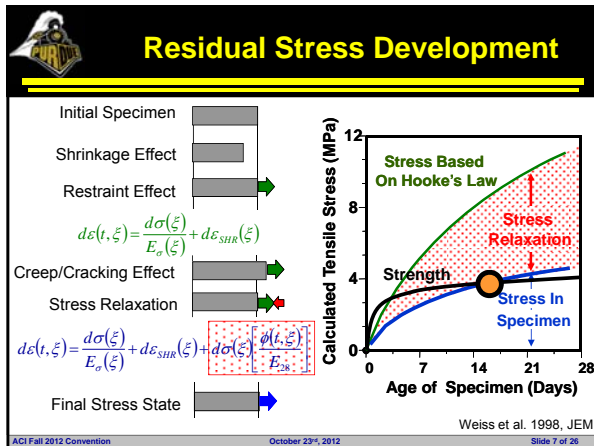 PURDUE
Residual Stress Development
Initial Specimen
Shrinkage Effect
Restraint Effect
dε(t,ξ) = dσ(ξ)/E_σ(ξ) + dε_SHR(ξ)
Creep/Cracking Effect
Stress Relaxation
dε(t,ξ) = dσ(ξ)/E_σ(ξ) + dε_SHR(ξ) + dσ(ξ)[ϕ(t,ξ)/E_28]
Final Stress State
Calculated Tensile Stress (MPa)
12
8
4
0
Stress Based
On Hooke's Law
Stress
Relaxation
Strength
Stress In
Specimen
0 7 14 21 28
Age of Specimen (Days)
Weiss et al. 1998, JEM
ACI Fall 2012 Convention October 23rd, 2012 Slide 7 of 26